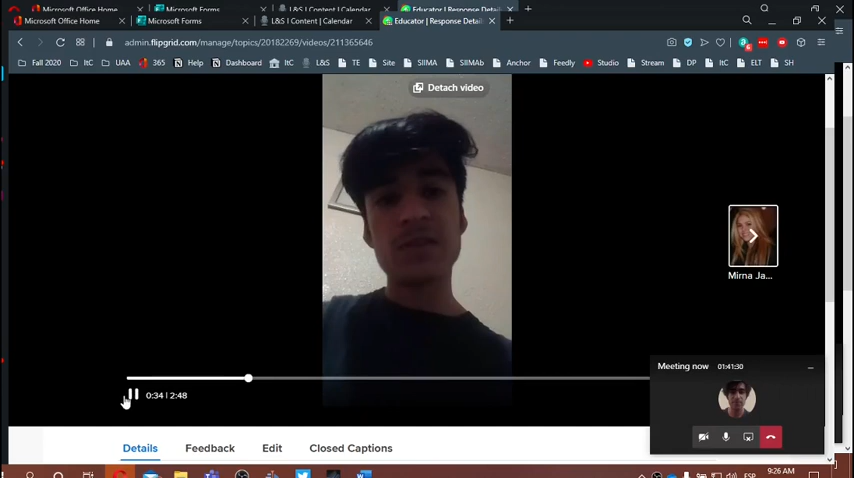 Microsoft Office Home
Microsoft Forms
L&S | Content | Calendar
Educator | Response Detail
Microsoft Office Home
Microsoft Forms
L&S | Content | Calendar
Educator | Response Details
admin.flipgrid.com/manage/topics/20182269/videos/211365646
Fall 2020 ItC UAA 365 Help Dashboard ItC L&S TE Site SIIMA SIIMAb Anchor Feedly Studio Stream DP ItC ELT SH
Detach video
Mirna Ja...
Meeting now 01:41:30
0:34 | 2:48
Details Feedback Edit Closed Captions
ESP
9:26 AM